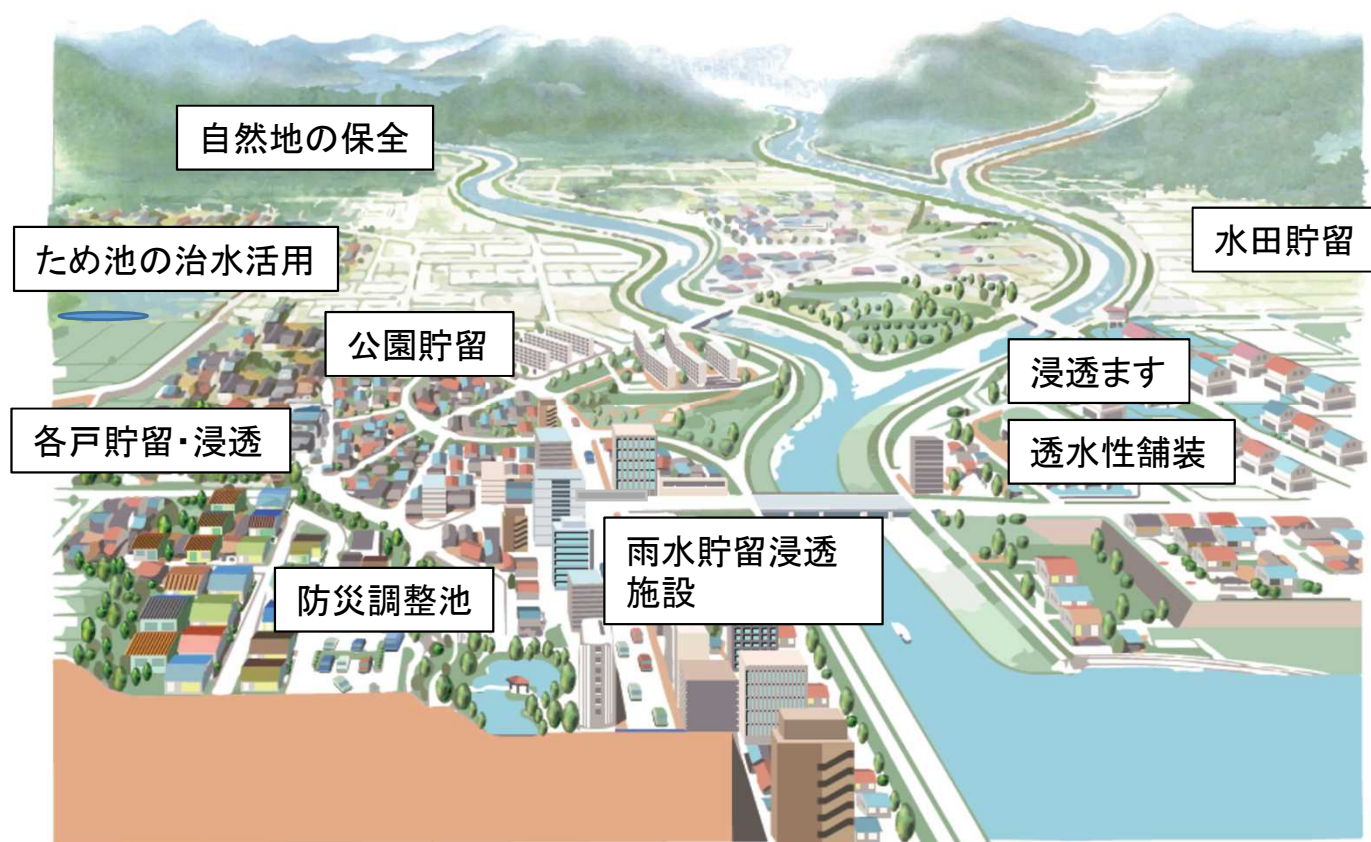 自然地の保全
水田貯留
ため池の治水活用
公園貯留
浸透ます
各戸貯留・浸透
透水性舗装
雨水貯留浸透
施設
防災調整池